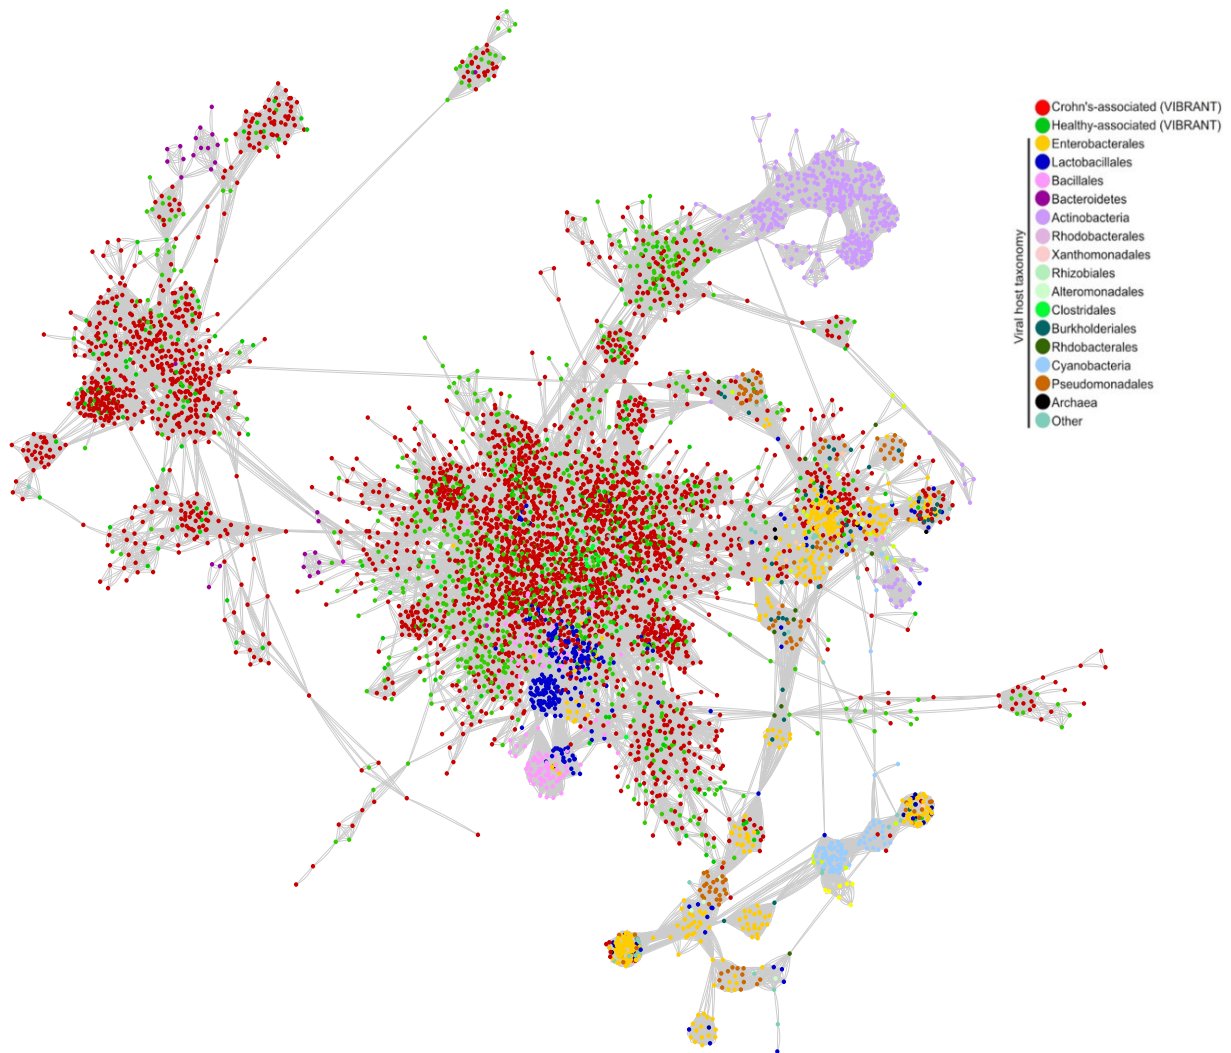 Crohn's-associated (VIBRANT)
Healthy-associated (VIBRANT)
Enterobacterales
Lactobacillales
Bacillales
Bacteroidetes
Actinobacteria
Rhodobacterales
Xanthomonadales
Rhizobiales
Alteromonadales
Clostridales
Burkholderiales
Rhdobacterales
Cyanobacteria
Pseudomonadales
Archaea
Other
Viral host taxonomy